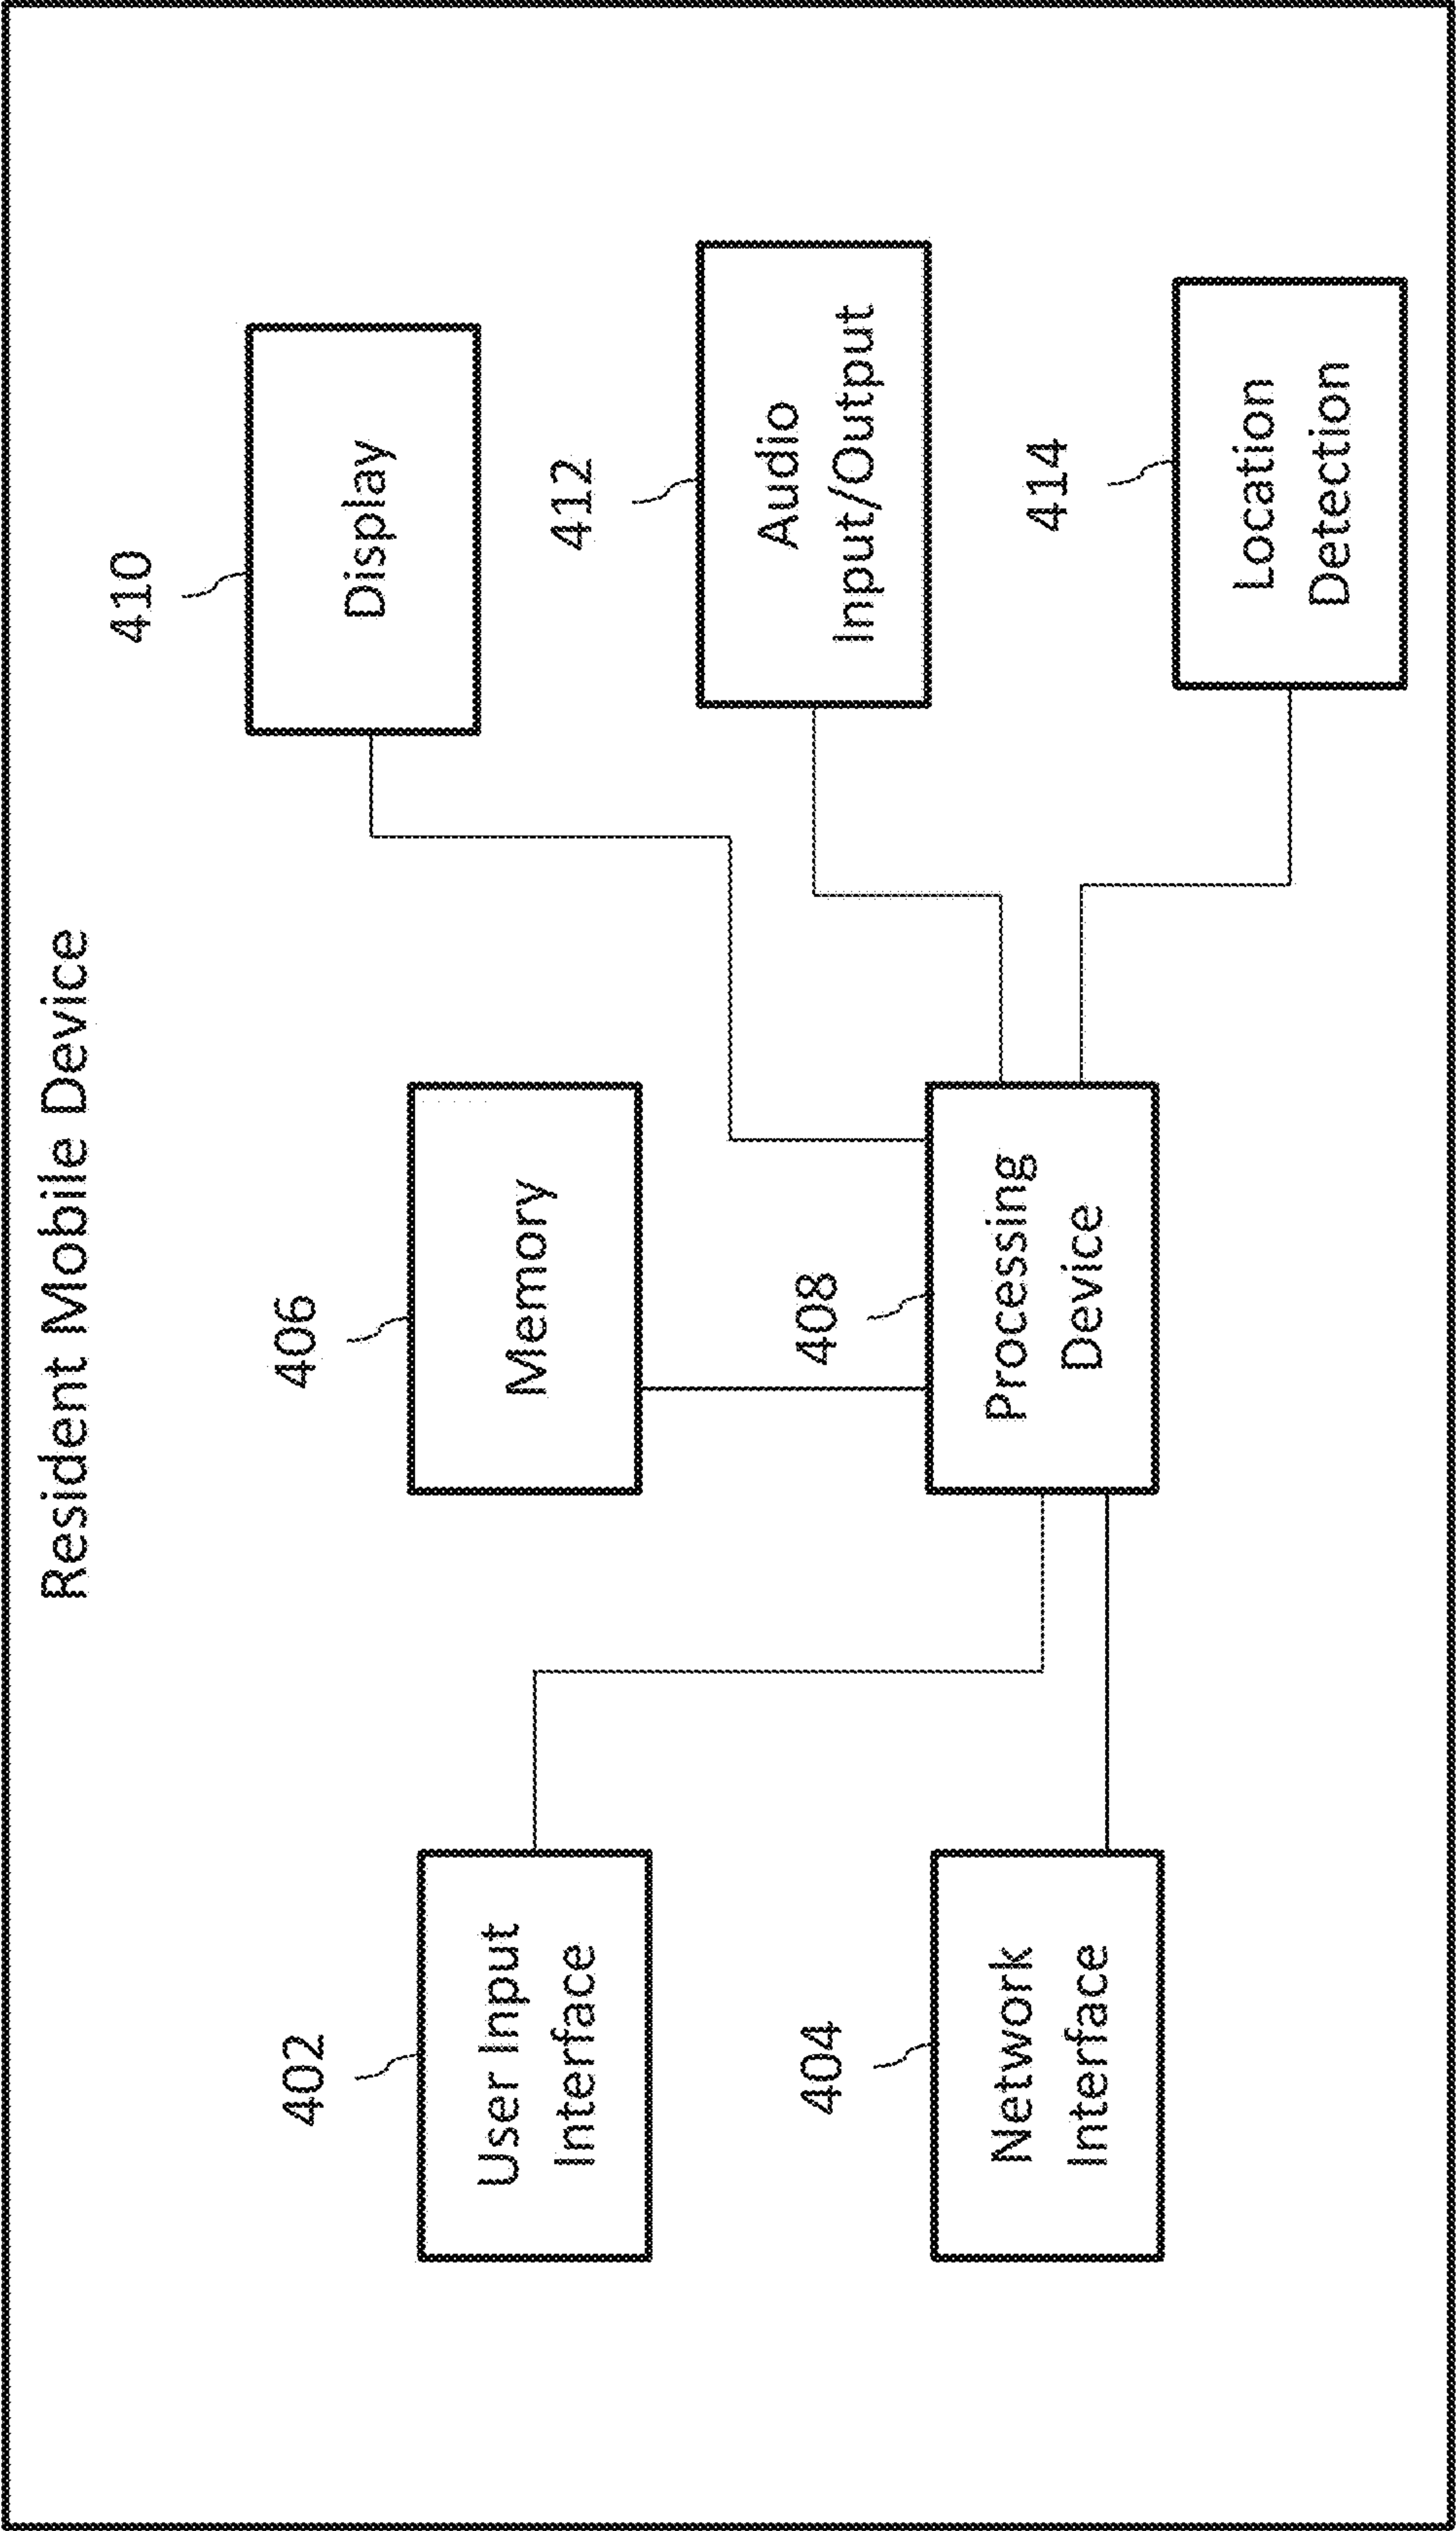 Resident Mobile Device
402
User Input
Interface
404
Network
Interface
406
Memory
408
Processing
Device
410
Display
412
Audio
Input/Output
414
Location
Detection